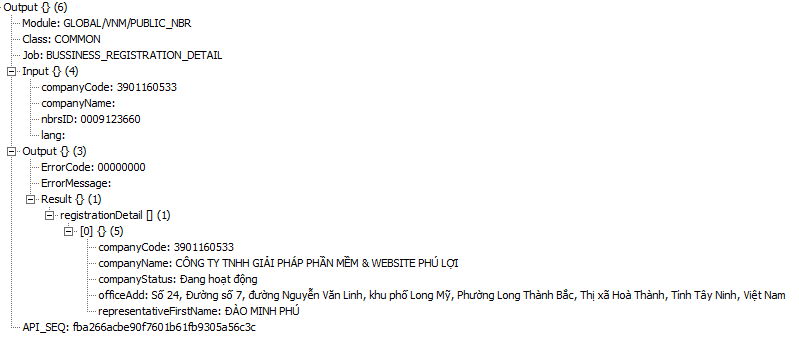 Output {} (6)
Module: GLOBAL/VNM/PUBLIC_NBR
Class: COMMON
Job: BUSSINESS_REGISTRATION_DETAIL
Input {} (4)
companyCode: 3901160533
companyName:
nbrsID: 0009123660
lang:
Output {} (3)
ErrorCode: 00000000
ErrorMessage:
Result {} (1)
registrationDetail [] (1)
[0] {} (5)
companyCode: 3901160533
companyName: CÔNG TY TNHH GIẢI PHÁP PHẦN MỀM & WEBSITE PHÚ LỢI
companyStatus: Đang hoạt động
officeAdd: Số 24, Đường số 7, đường Nguyễn Văn Linh, khu phố Long Mỹ, Phường Long Thành Bắc, Thị xã Hoà Thành, Tỉnh Tây Ninh, Việt Nam
representativeFirstName: ĐÀO MINH PHÚ
API_SEQ: fba266acbe90f7601b61fb9305a56c3c